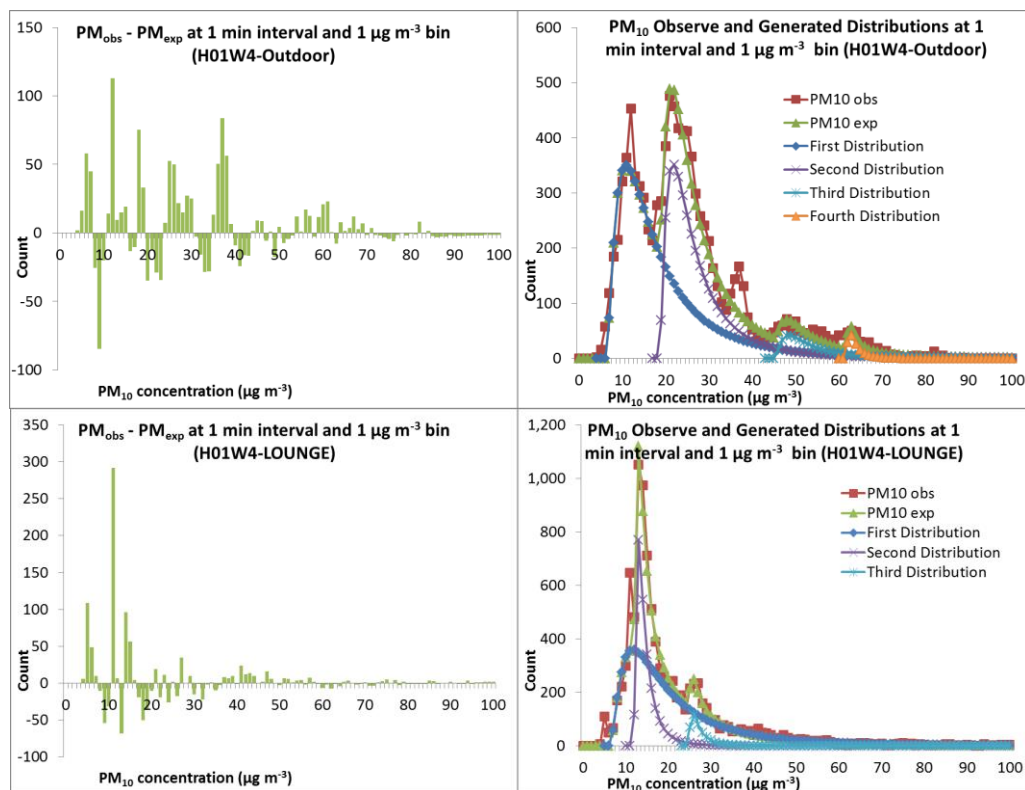 PMobs - PMexp at 1 min interval and 1 µg m-3 bin
(H01W4-Outdoor)
150
100
50
0
-50
-100
Count
0 10 20 30 40 50 60 70 80 90 100
PM10 concentration (µg m-3)
PM10 Observe and Generated Distributions at 1
min interval and 1 µg m-3 bin (H01W4-Outdoor)
600
500
400
300
200
100
0
Count
PM10 obs
PM10 exp
First Distribution
Second Distribution
Third Distribution
Fourth Distribution
0 10 20 30 40 50 60 70 80 90 100
PM10 concentration (µg m-3)
PMobs - PMexp at 1 min interval and 1 µg m-3 bin
(H01W4-LOUNGE)
350
300
250
200
150
100
50
0
-50
-100
Count
0 10 20 30 40 50 60 70 80 90 100
PM10 concentration (µg m-3)
PM10 Observe and Generated Distributions at 1
min interval and 1 µg m-3 bin (H01W4-LOUNGE)
1,200
1,000
800
600
400
200
0
Count
PM10 obs
PM10 exp
First Distribution
Second Distribution
Third Distribution
0 10 20 30 40 50 60 70 80 90 100
PM10 concentration (µg m-3)